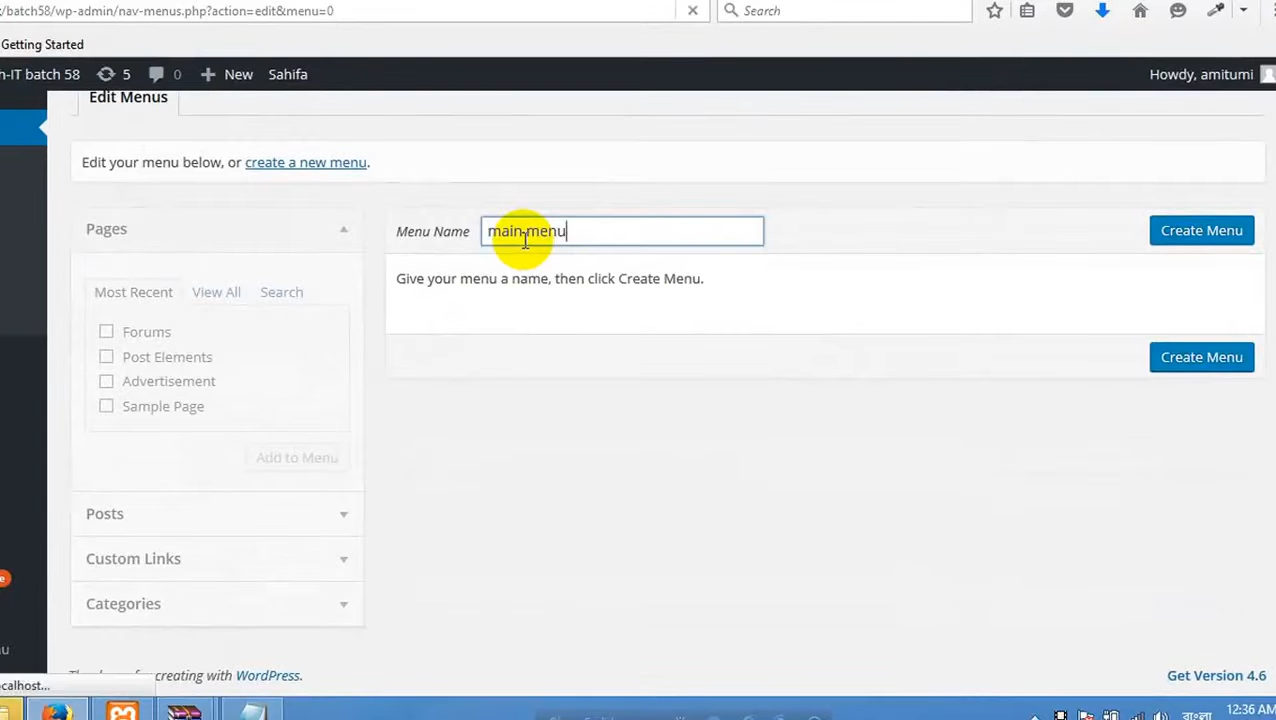 :/batch58/wp-admin/nav-menus.php?action=edit&menu=0
Search
Getting Started
h-IT batch 58 5 0 New Sahifa Howdy, amitumi
Edit Menus
Edit your menu below, or create a new menu.
Pages
Menu Name main menu Create Menu
Give your menu a name, then click Create Menu.
Most Recent View All Search
Forums
Post Elements
Advertisement
Sample Page
Create Menu
Add to Menu
Posts
Custom Links
Categories
creating with WordPress. Get Version 4.6
ocalhost...
12:36 AM